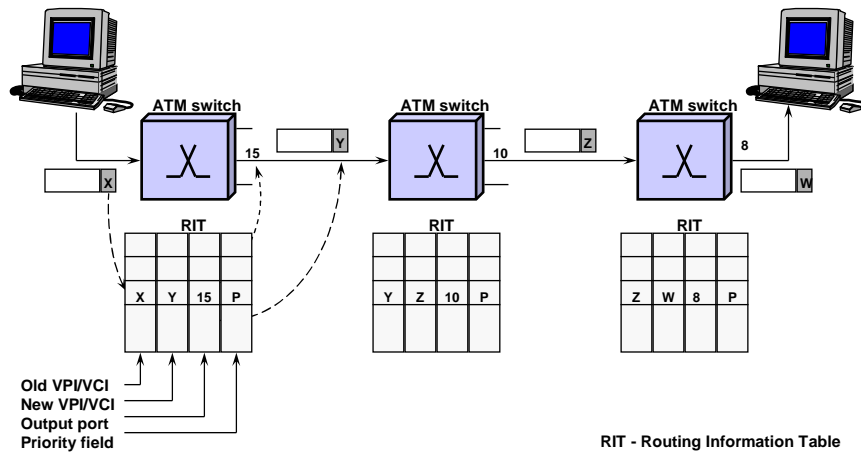 ATM switch
ATM switch
ATM switch
15
Y
10
Z
8
X
W
RIT
RIT
RIT
X Y 15 P
Y Z 10 P
Z W 8 P
Old VPI/VCI
New VPI/VCI
Output port
Priority field
RIT - Routing Information Table